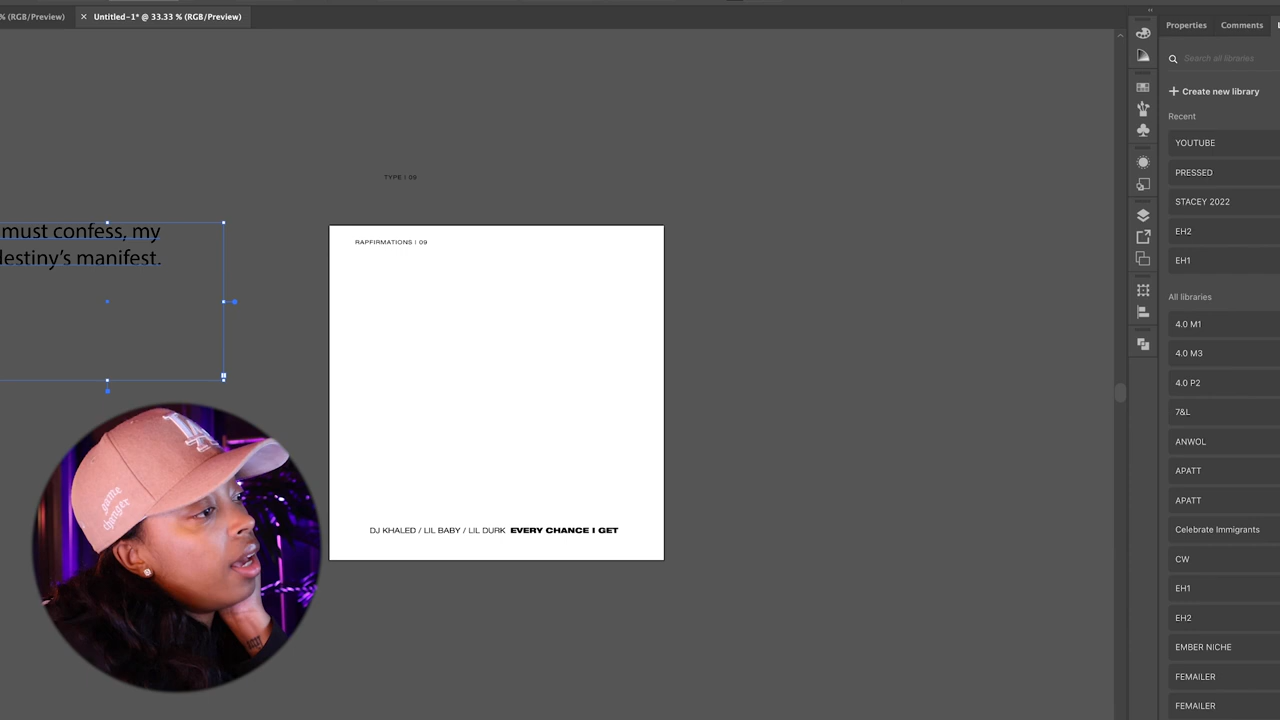 % (RGB/Preview)
× Untitled-1* @ 33.33 % (RGB/Preview)
Properties
Comments
Search all libraries
+ Create new library
Recent
YOUTUBE
PRESSED
STACEY 2022
EH2
EH1
All libraries
4.0 M1
4.0 M3
4.0 P2
7&L
ANWOL
APATT
APATT
Celebrate Immigrants
CW
EH1
EH2
EMBER NICHE
FEMAILER
FEMAILER
TYPE | 09
must confess, my
destiny’s manifest.
RAPFIRMATIONS | 09
DJ KHALED / LIL BABY / LIL DURK EVERY CHANCE I GET
LA
game
changer